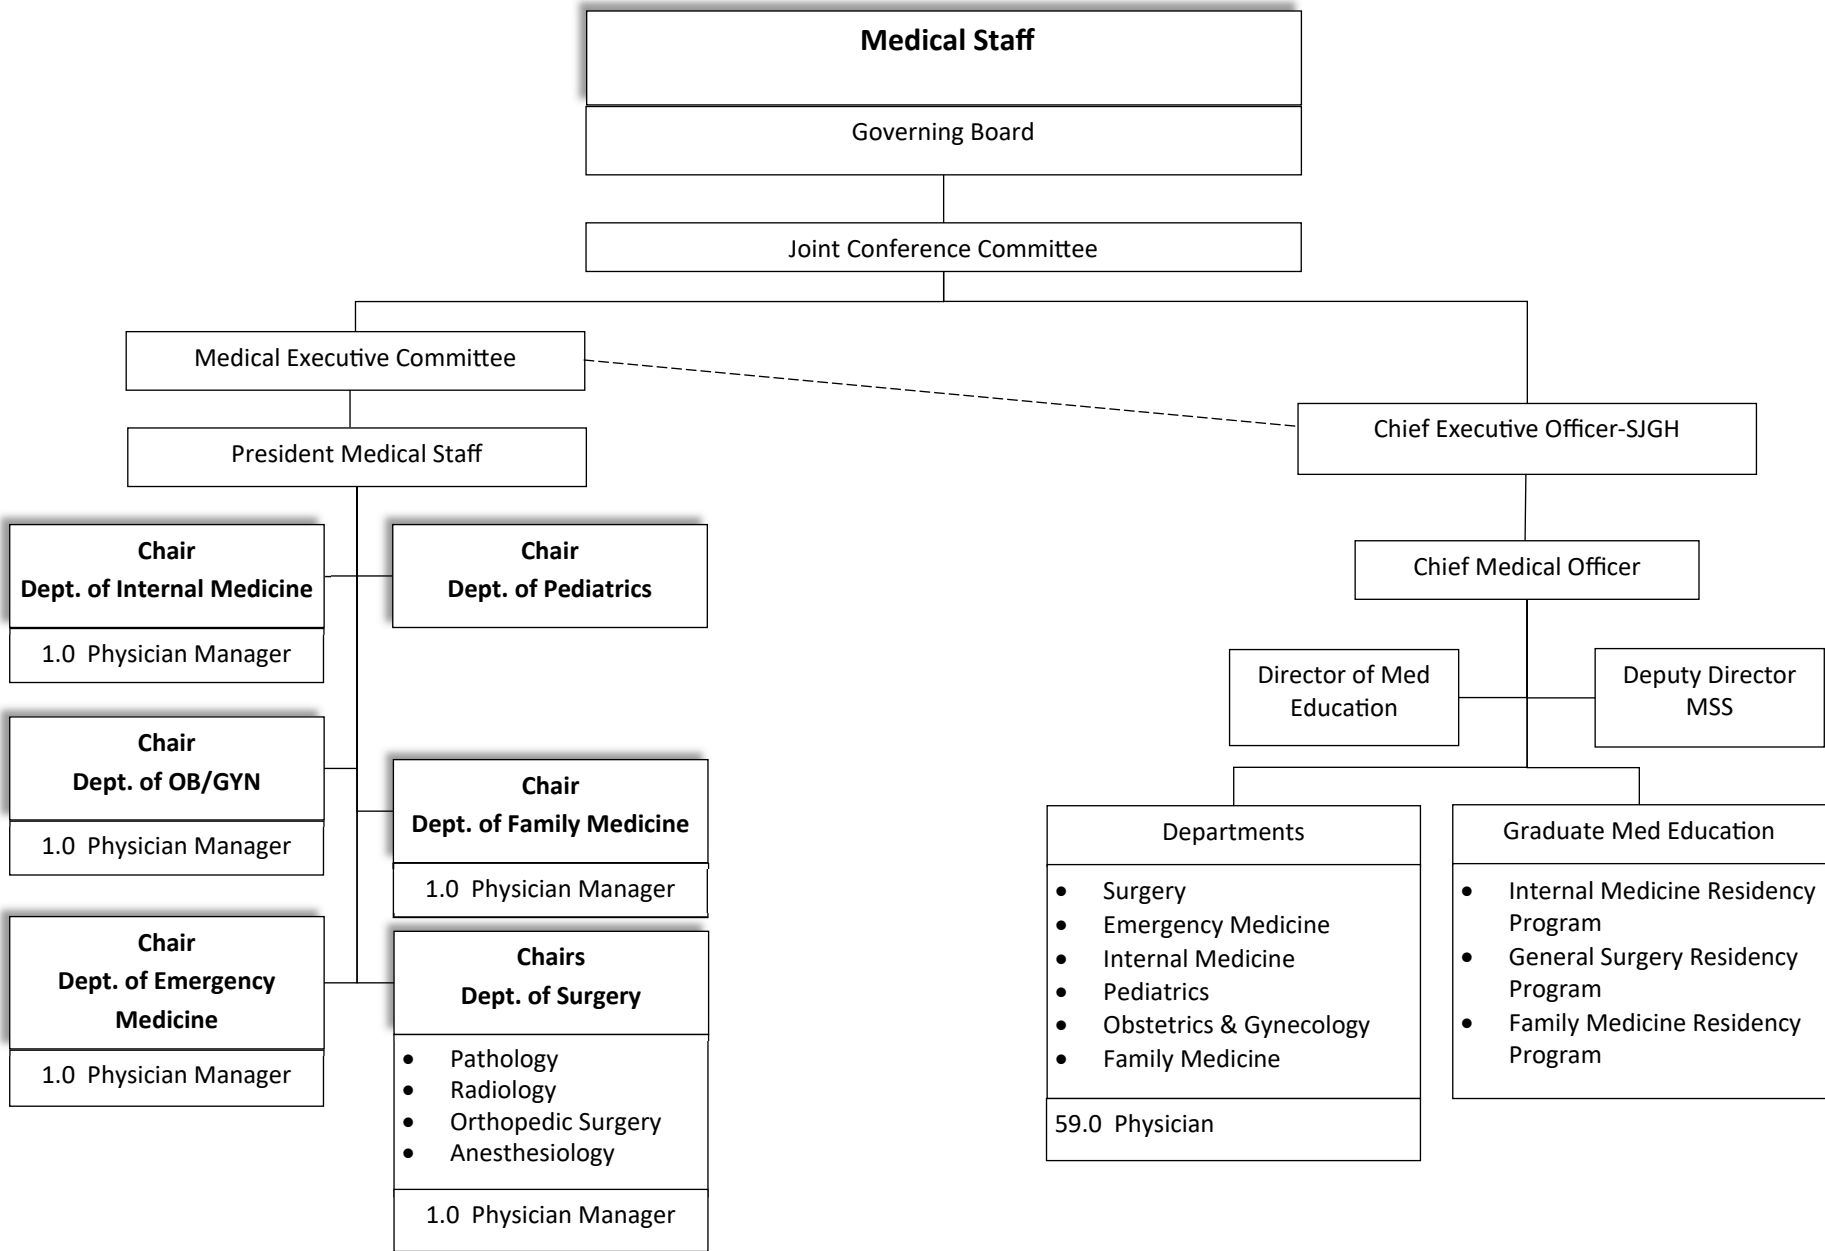 Medical Staff
Governing Board
Joint Conference Committee
Medical Executive Committee
Chief Executive Officer-SJGH
President Medical Staff
Chair
Dept. of Internal Medicine
1.0 Physician Manager
Chair
Dept. of Pediatrics
Chair
Dept. of OB/GYN
1.0 Physician Manager
Chair
Dept. of Family Medicine
1.0 Physician Manager
Chair
Dept. of Emergency
Medicine
1.0 Physician Manager
Chairs
Dept. of Surgery
• Pathology
• Radiology
• Orthopedic Surgery
• Anesthesiology
1.0 Physician Manager
Chief Medical Officer
Director of Med
Education
Deputy Director
MSS
Departments
• Surgery
• Emergency Medicine
• Internal Medicine
• Pediatrics
• Obstetrics & Gynecology
• Family Medicine
59.0 Physician
Graduate Med Education
• Internal Medicine Residency
Program
• General Surgery Residency
Program
• Family Medicine Residency
Program